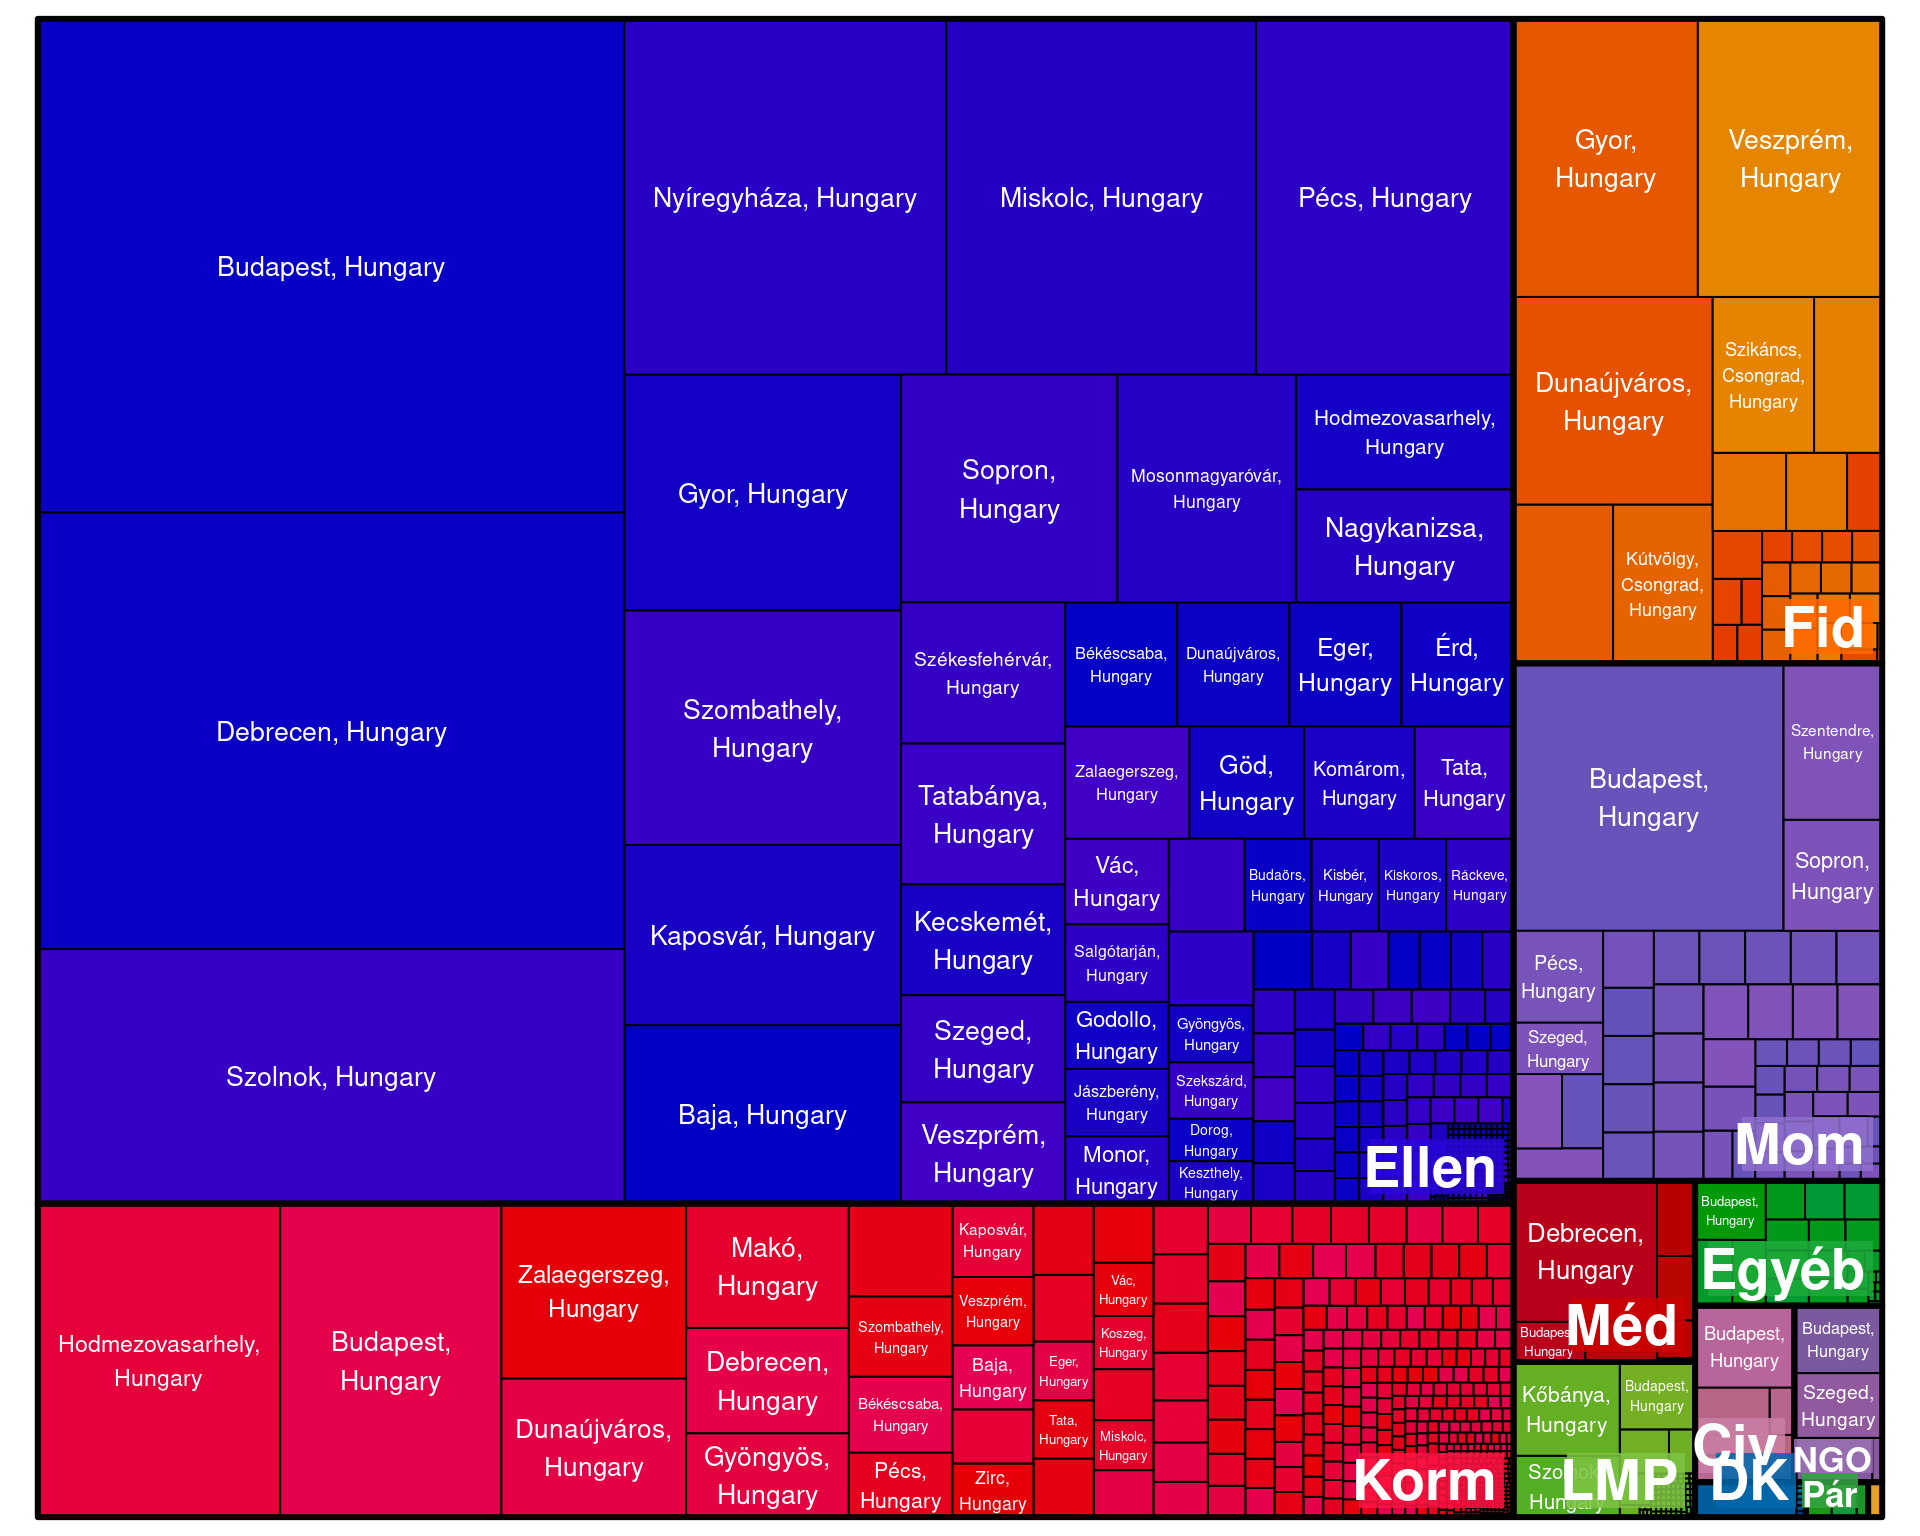 Budapest, Hungary
Debrecen, Hungary
Szolnok, Hungary
Nyíregyháza, Hungary
Miskolc, Hungary
Pécs, Hungary
Gyor, Hungary
Szombathely,
Hungary
Kaposvár, Hungary
Baja, Hungary
Sopron,
Hungary
Mosonmagyaróvár,
Hungary
Hodmezovasarhely,
Hungary
Nagykanizsa,
Hungary
Székesfehérvár,
Hungary
Tatabánya,
Hungary
Kecskemét,
Hungary
Szeged,
Hungary
Veszprém,
Hungary
Békéscsaba,
Hungary
Dunaújváros,
Hungary
Eger,
Hungary
Érd,
Hungary
Zalaegerszeg,
Hungary
Göd,
Hungary
Komárom,
Hungary
Tata,
Hungary
Vác,
Hungary
Salgótarján,
Hungary
Godollo,
Hungary
Jászberény,
Hungary
Monor,
Hungary
Budaörs,
Hungary
Kisbér,
Hungary
Kiskoros,
Hungary
Ráckeve,
Hungary
Gyöngyös,
Hungary
Szekszárd,
Hungary
Dorog,
Hungary
Keszthely,
Hungary
Ellen
Hodmezovasarhely,
Hungary
Budapest,
Hungary
Zalaegerszeg,
Hungary
Dunaújváros,
Hungary
Makó,
Hungary
Debrecen,
Hungary
Gyöngyös,
Hungary
Szombathely,
Hungary
Békéscsaba,
Hungary
Pécs,
Hungary
Kaposvár,
Hungary
Veszprém,
Hungary
Baja,
Hungary
Zirc,
Hungary
Eger,
Hungary
Tata,
Hungary
Vác,
Hungary
Koszeg,
Hungary
Miskolc,
Hungary
Korm
Gyor,
Hungary
Veszprém,
Hungary
Dunaújváros,
Hungary
Szikáncs,
Csongrad,
Hungary
Kútvölgy,
Csongrad,
Hungary
Fid
Budapest,
Hungary
Szentendre,
Hungary
Sopron,
Hungary
Pécs,
Hungary
Szeged,
Hungary
Mom
Debrecen,
Hungary
Budapest,
Hungary
Méd
Budapest,
Hungary
Egyéb
Kőbánya,
Hungary
Budapest,
Hungary
Szolnok,
Hungary
LMP
Budapest,
Hungary
Civ
Budapest,
Hungary
Szeged,
Hungary
NGO
DK
Pár